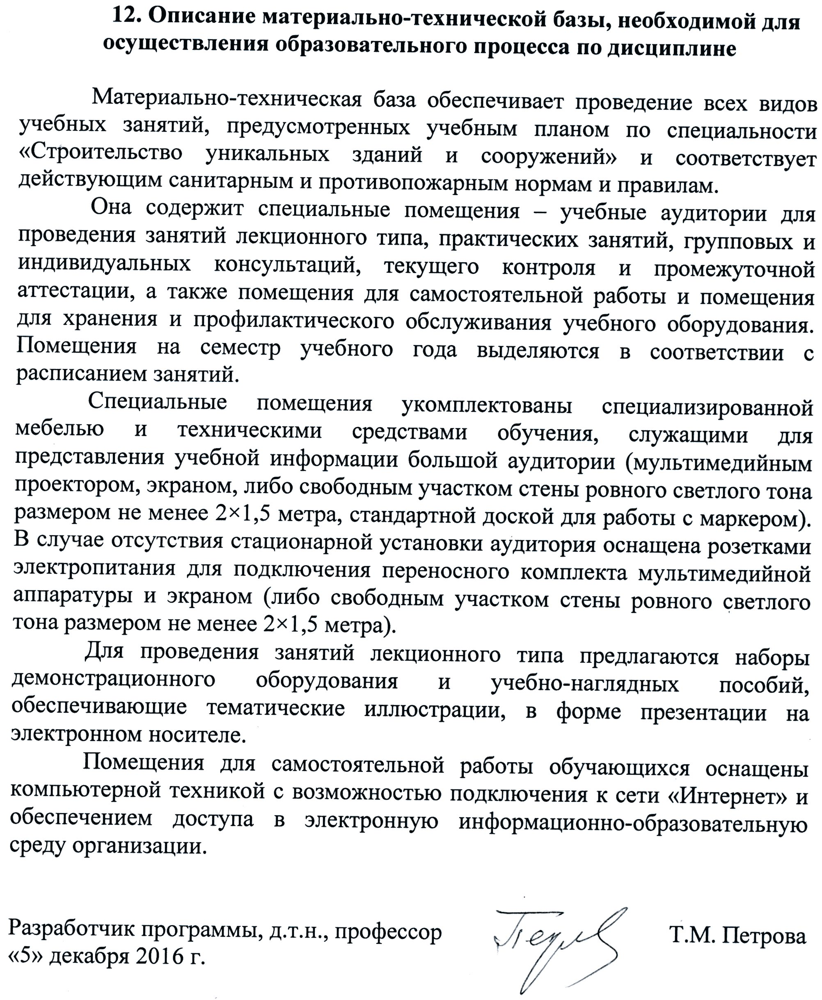 12. Описание материально-технической базы, необходимой для
осуществления образовательного процесса по дисциплине
Материально-техническая база обеспечивает проведение всех видов
учебных занятий, предусмотренных учебным планом по специальности
«Строительство уникальных зданий и сооружений» и соответствует
действующим санитарным и противопожарным нормам и правилам.
Она содержит специальные помещения – учебные аудитории для
проведения занятий лекционного типа, практических занятий, групповых и
индивидуальных консультаций, текущего контроля и промежуточной
аттестации, а также помещения для самостоятельной работы и помещения
для хранения и профилактического обслуживания учебного оборудования.
Помещения на семестр учебного года выделяются в соответствии с
расписанием занятий.
Специальные помещения укомплектованы специализированной
мебелью и техническими средствами обучения, служащими для
представления учебной информации большой аудитории (мультимедийным
проектором, экраном, либо свободным участком стены ровного светлого тона
размером не менее 2×1,5 метра, стандартной доской для работы с маркером).
В случае отсутствия стационарной установки аудитория оснащена розетками
электропитания для подключения переносного комплекта мультимедийной
аппаратуры и экраном (либо свободным участком стены ровного светлого
тона размером не менее 2×1,5 метра).
Для проведения занятий лекционного типа предлагаются наборы
демонстрационного оборудования и учебно-наглядных пособий,
обеспечивающие тематические иллюстрации, в форме презентации на
электронном носителе.
Помещения для самостоятельной работы обучающихся оснащены
компьютерной техникой с возможностью подключения к сети «Интернет» и
обеспечением доступа в электронную информационно-образовательную
среду организации.
Разработчик программы, д.т.н., профессор Т.М. Петрова
«5» декабря 2016 г.